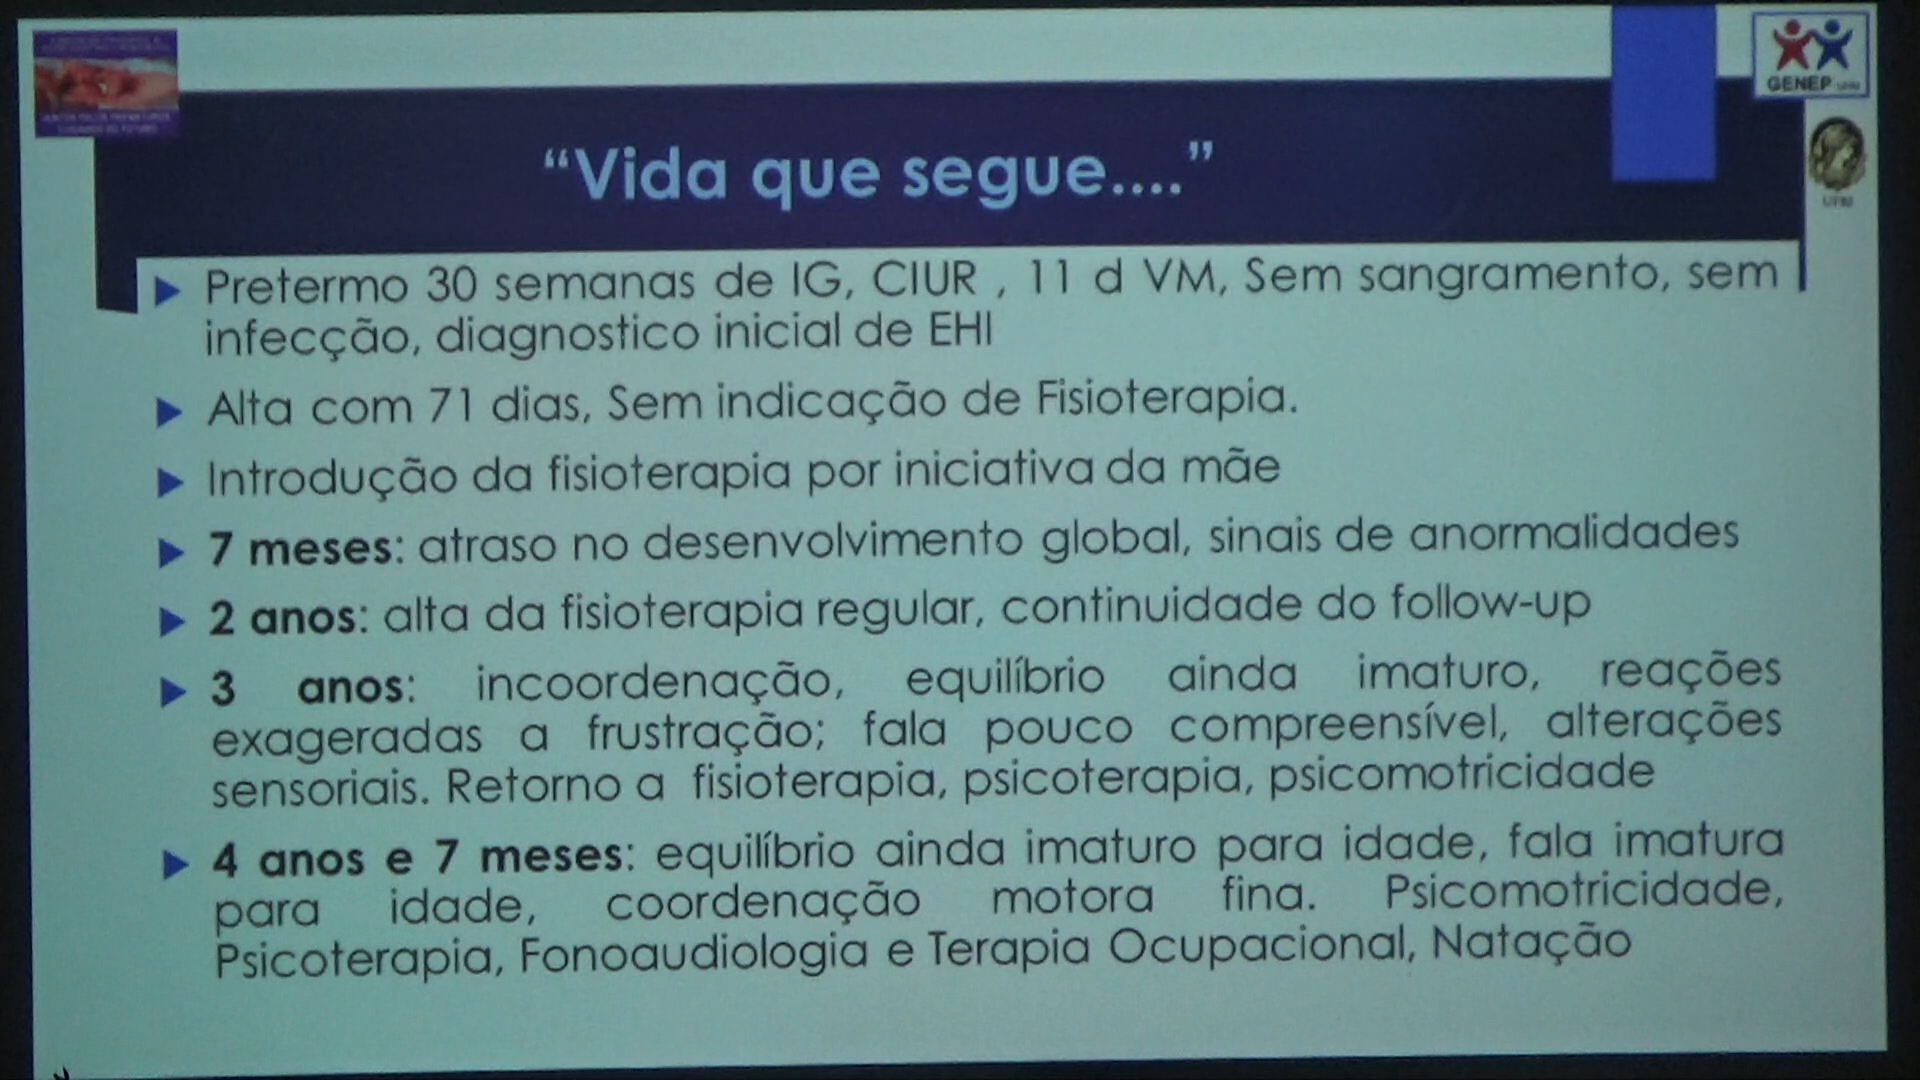 GENEP
UFRJ
“Vida que segue....”
Pretermo 30 semanas de IG, CIUR , 11 d VM, Sem sangramento, sem
infecção, diagnostico inicial de EHI
Alta com 71 dias, Sem indicação de Fisioterapia.
Introdução da fisioterapia por iniciativa da mãe
7 meses: atraso no desenvolvimento global, sinais de anormalidades
2 anos: alta da fisioterapia regular, continuidade do follow-up
3 anos: incoordenação, equilíbrio ainda imaturo, reações
exageradas a frustração; fala pouco compreensível, alterações
sensoriais. Retorno a fisioterapia, psicoterapia, psicomotricidade
4 anos e 7 meses: equilíbrio ainda imaturo para idade, fala imatura
para idade, coordenação motora fina. Psicomotricidade,
Psicoterapia, Fonoaudiologia e Terapia Ocupacional, Natação